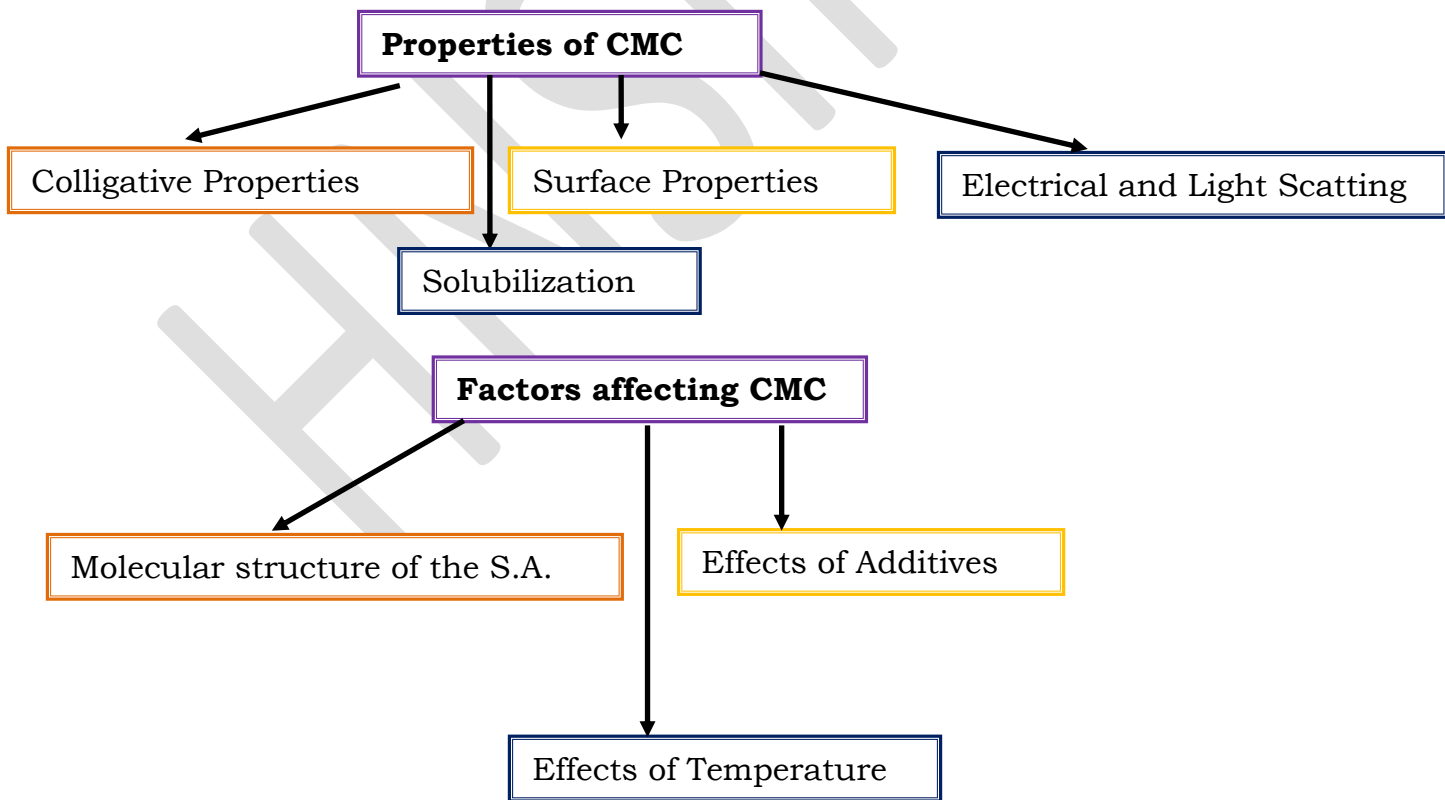 Properties of CMC
Colligative Properties
Surface Properties
Electrical and Light Scatting
Solubilization
Factors affecting CMC
Molecular structure of the S.A.
Effects of Additives
Effects of Temperature